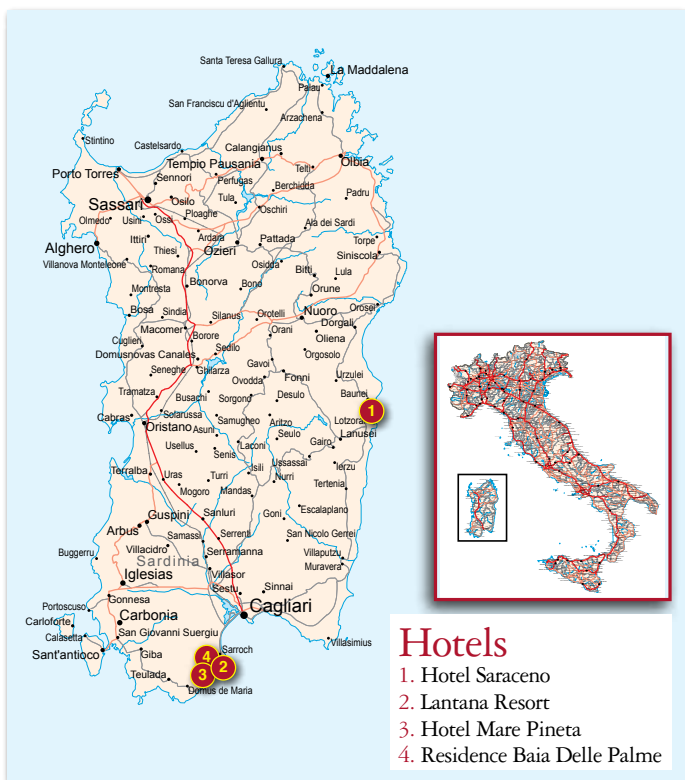 Santa Teresa Gallura
La Maddalena
Palau
San Franciscu d'Aglientu
Arzachena
Stintino
Castelsardo
Calangianus
Olbia
Tempio Pausania
Telti
Porto Torres
Sennori
Perfugas
Berchidda
Padru
Sassari
Osilo
Tula
Oschiri
Ploaghe
Olmedo
Usini
Ossi
Ala dei Sardi
Ittiri
Ardara
Pattada
Torpe
Alghero
Thiesi
Ozieri
Siniscola
Villanova Monteleone
Romana
Osidda
Bitti
Lula
Montresta
Bonorva
Bono
Orune
Bosa
Sindia
Silanus
Orotelli
Nuoro
Orosei
Macomer
Orani
Dorgali
Cuglieri
Borore
Oliena
Domusnovas Canales
Sedilo
Orgosolo
Seneghe
Ghilarza
Gavoi
Fonni
Urzulei
Ovodda
Tramatza
Busachi
Sorgono
Desulo
Baunei
1
Cabras
Solarussa
Samugheo
Aritzo
Lotzorai
Oristano
Asuni
Seulo
Lanusei
Usellus
Laconi
Gairo
Senis
Ussassai
Terralba
Uras
Turri
Isili
Nurri
Ierzu
Mogoro
Mandas
Tertenia
Guspini
Sanluri
Goni
Escalaplano
Arbus
Samassi
Serrenti
San Nicolo Gerrei
Buggerru
Villacidro
Serramanna
Villaputzu
Sardinia
Muravera
Iglesias
Villasor
Sestu
Sinnai
Portoscuso
Gonnesa
Cagliari
Carloforte
Carbonia
Calasetta
San Giovanni Suergiu
Villasimius
Sant'antioco
Giba
4
Sarroch
2
3
Teulada
Domus de Maria
Hotels
1. Hotel Saraceno
2. Lantana Resort
3. Hotel Mare Pineta
4. Residence Baia Delle Palme